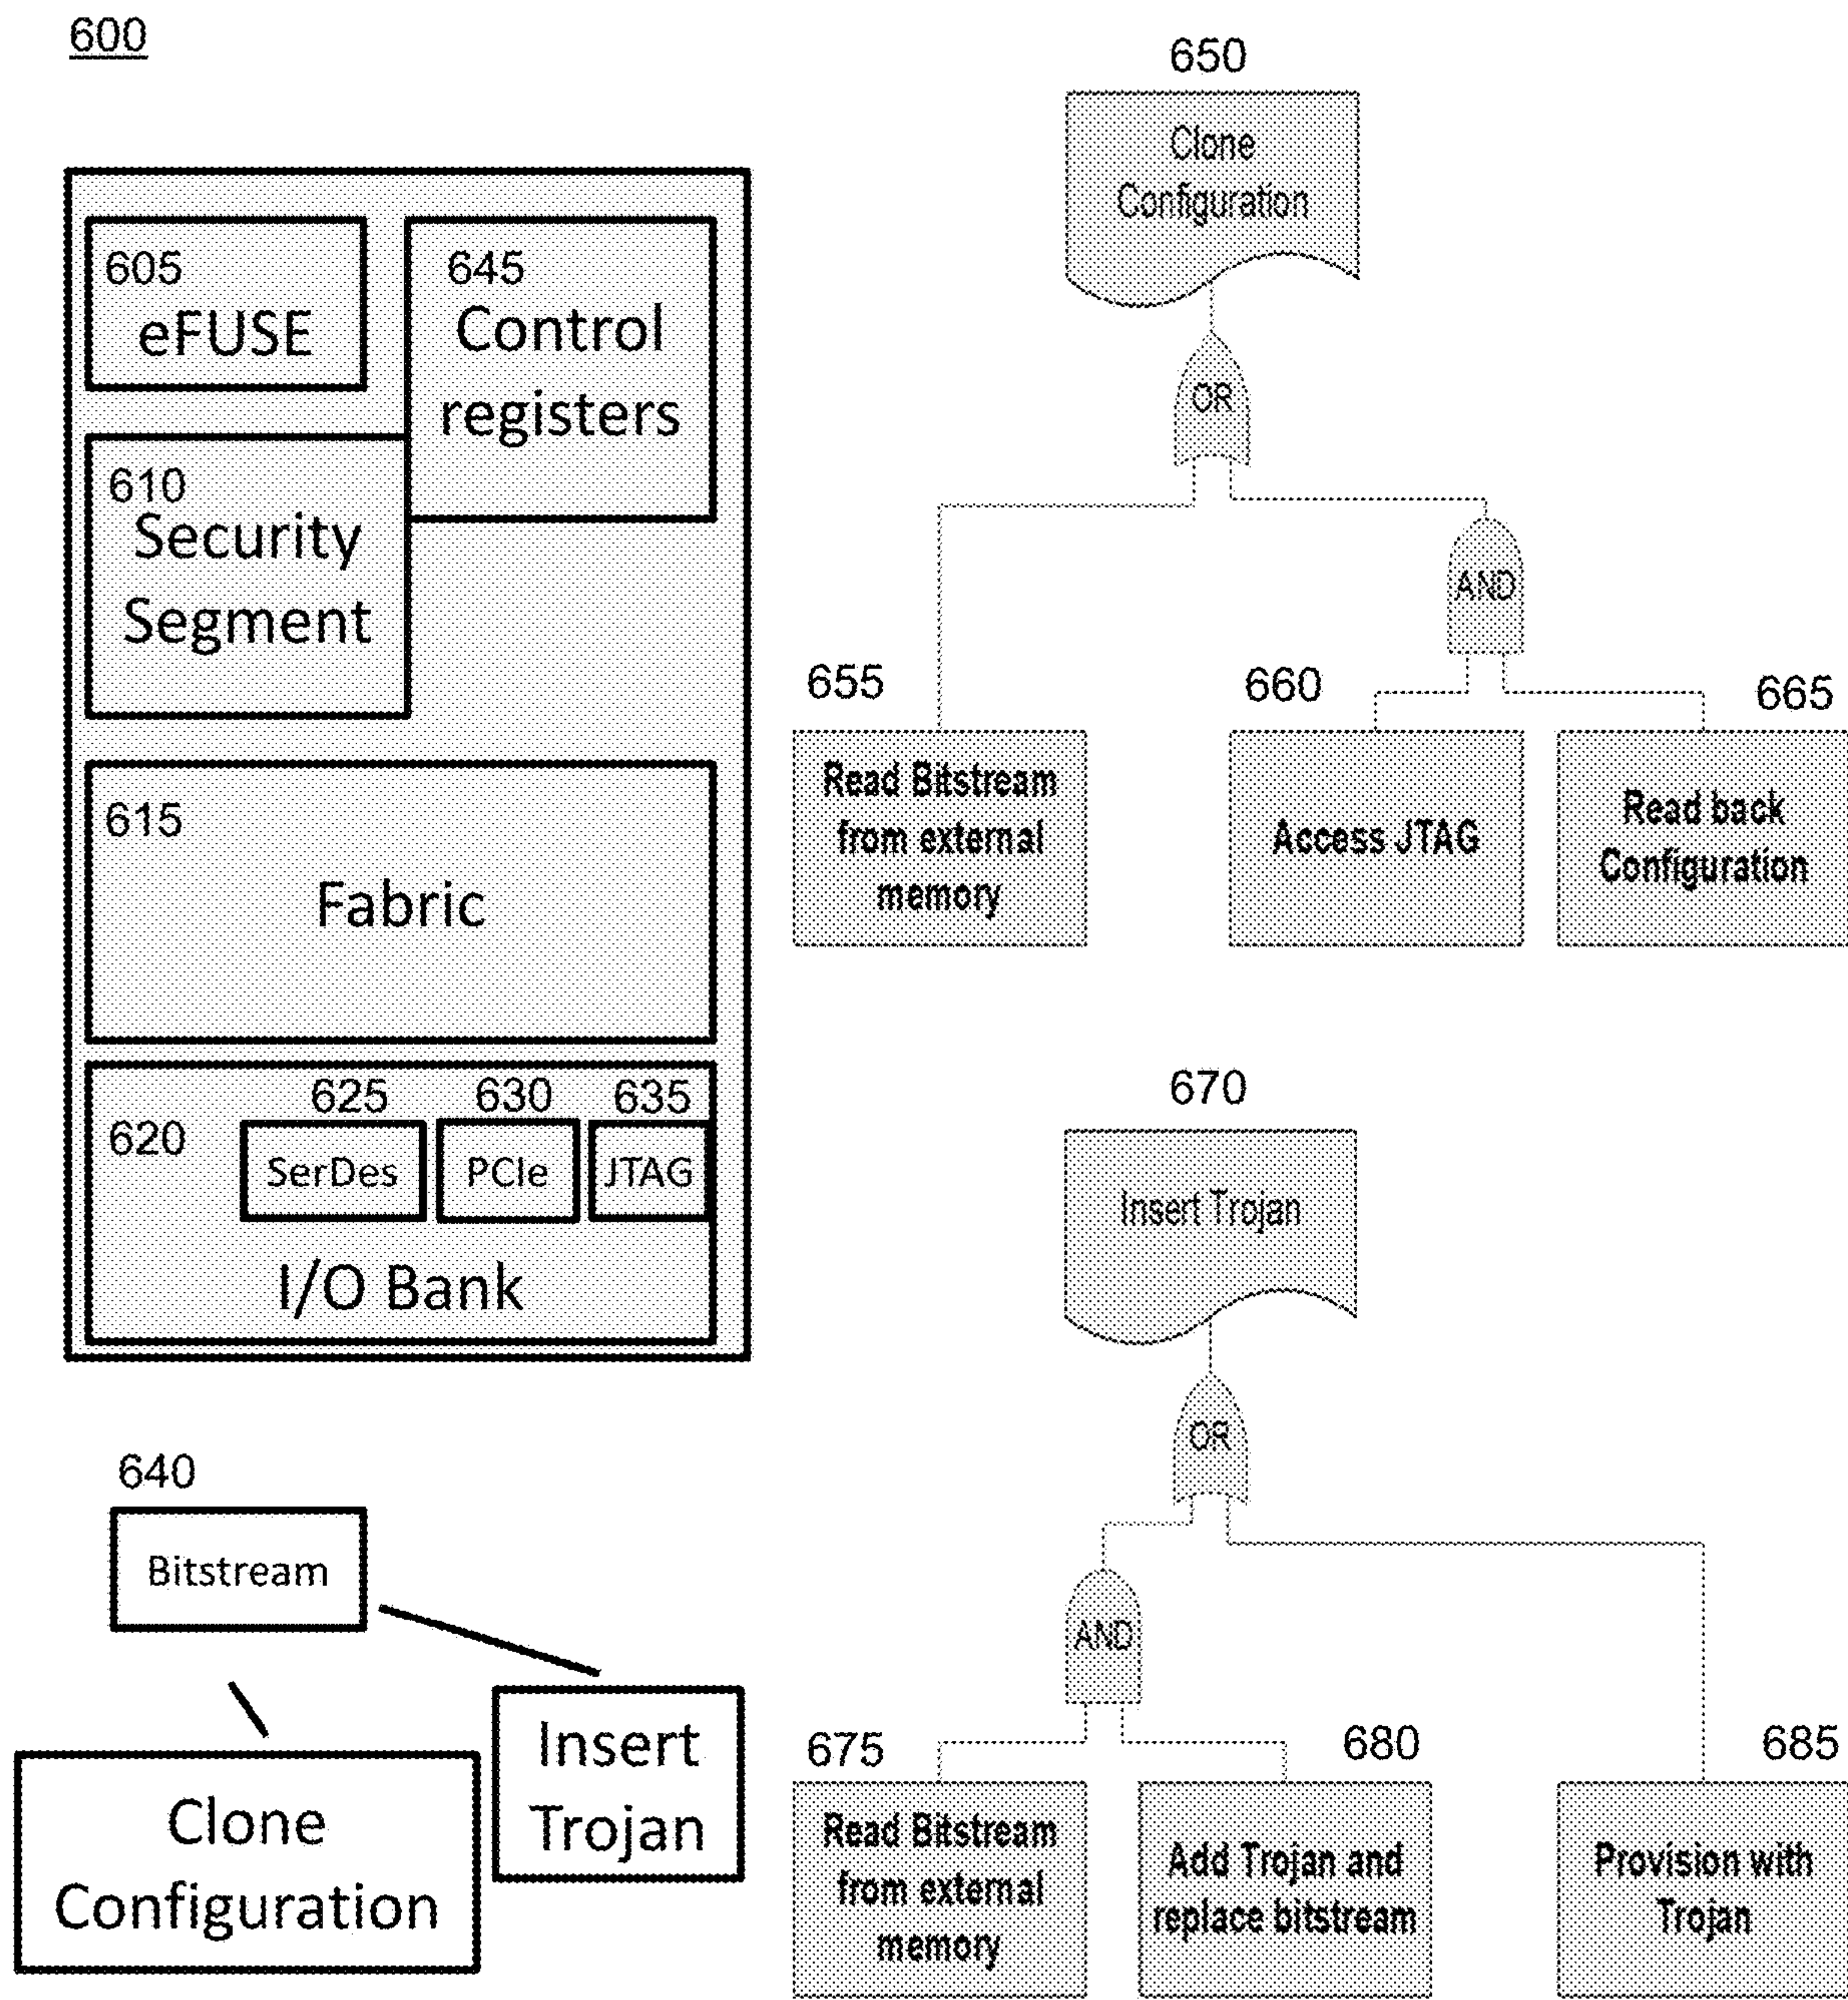 600
605
eFUSE
645
Control
registers
610
Security
Segment
615
Fabric
620
625
SerDes
630
PCIe
635
JTAG
I/O Bank
640
Bitstream
Insert
Trojan
Clone
Configuration
650
Clone
Configuration
OR
AND
655
Read Bitstream
from external
memory
660
Access JTAG
665
Read back
Configuration
670
Insert Trojan
OR
AND
675
Read Bitstream
from external
memory
680
Add Trojan and
replace bitstream
685
Provision with
Trojan